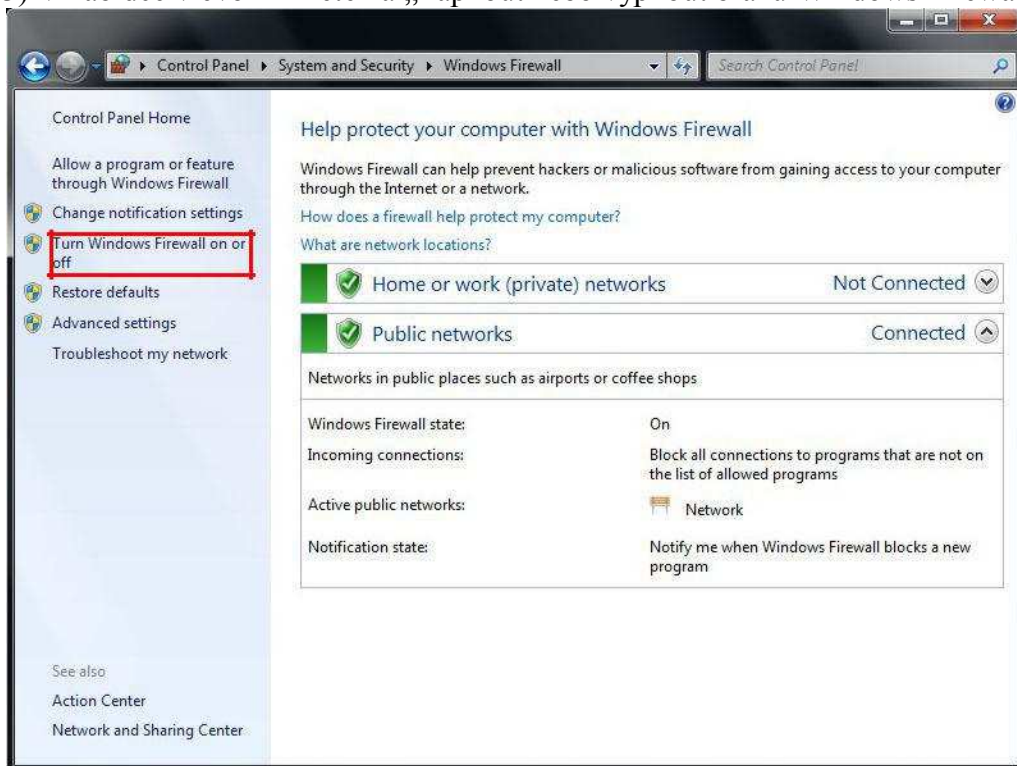 Control Panel ▸ System and Security ▸ Windows Firewall
Search Control Panel
Control Panel Home
Allow a program or feature
through Windows Firewall
Change notification settings
Turn Windows Firewall on or
off
Restore defaults
Advanced settings
Troubleshoot my network
See also
Action Center
Network and Sharing Center
Help protect your computer with Windows Firewall
Windows Firewall can help prevent hackers or malicious software from gaining access to your computer
through the Internet or a network.
How does a firewall help protect my computer?
What are network locations?
Home or work (private) networks Not Connected
Public networks Connected
Networks in public places such as airports or coffee shops
Windows Firewall state: On
Incoming connections: Block all connections to programs that are not on
the list of allowed programs
Active public networks: Network
Notification state: Notify me when Windows Firewall blocks a new
program